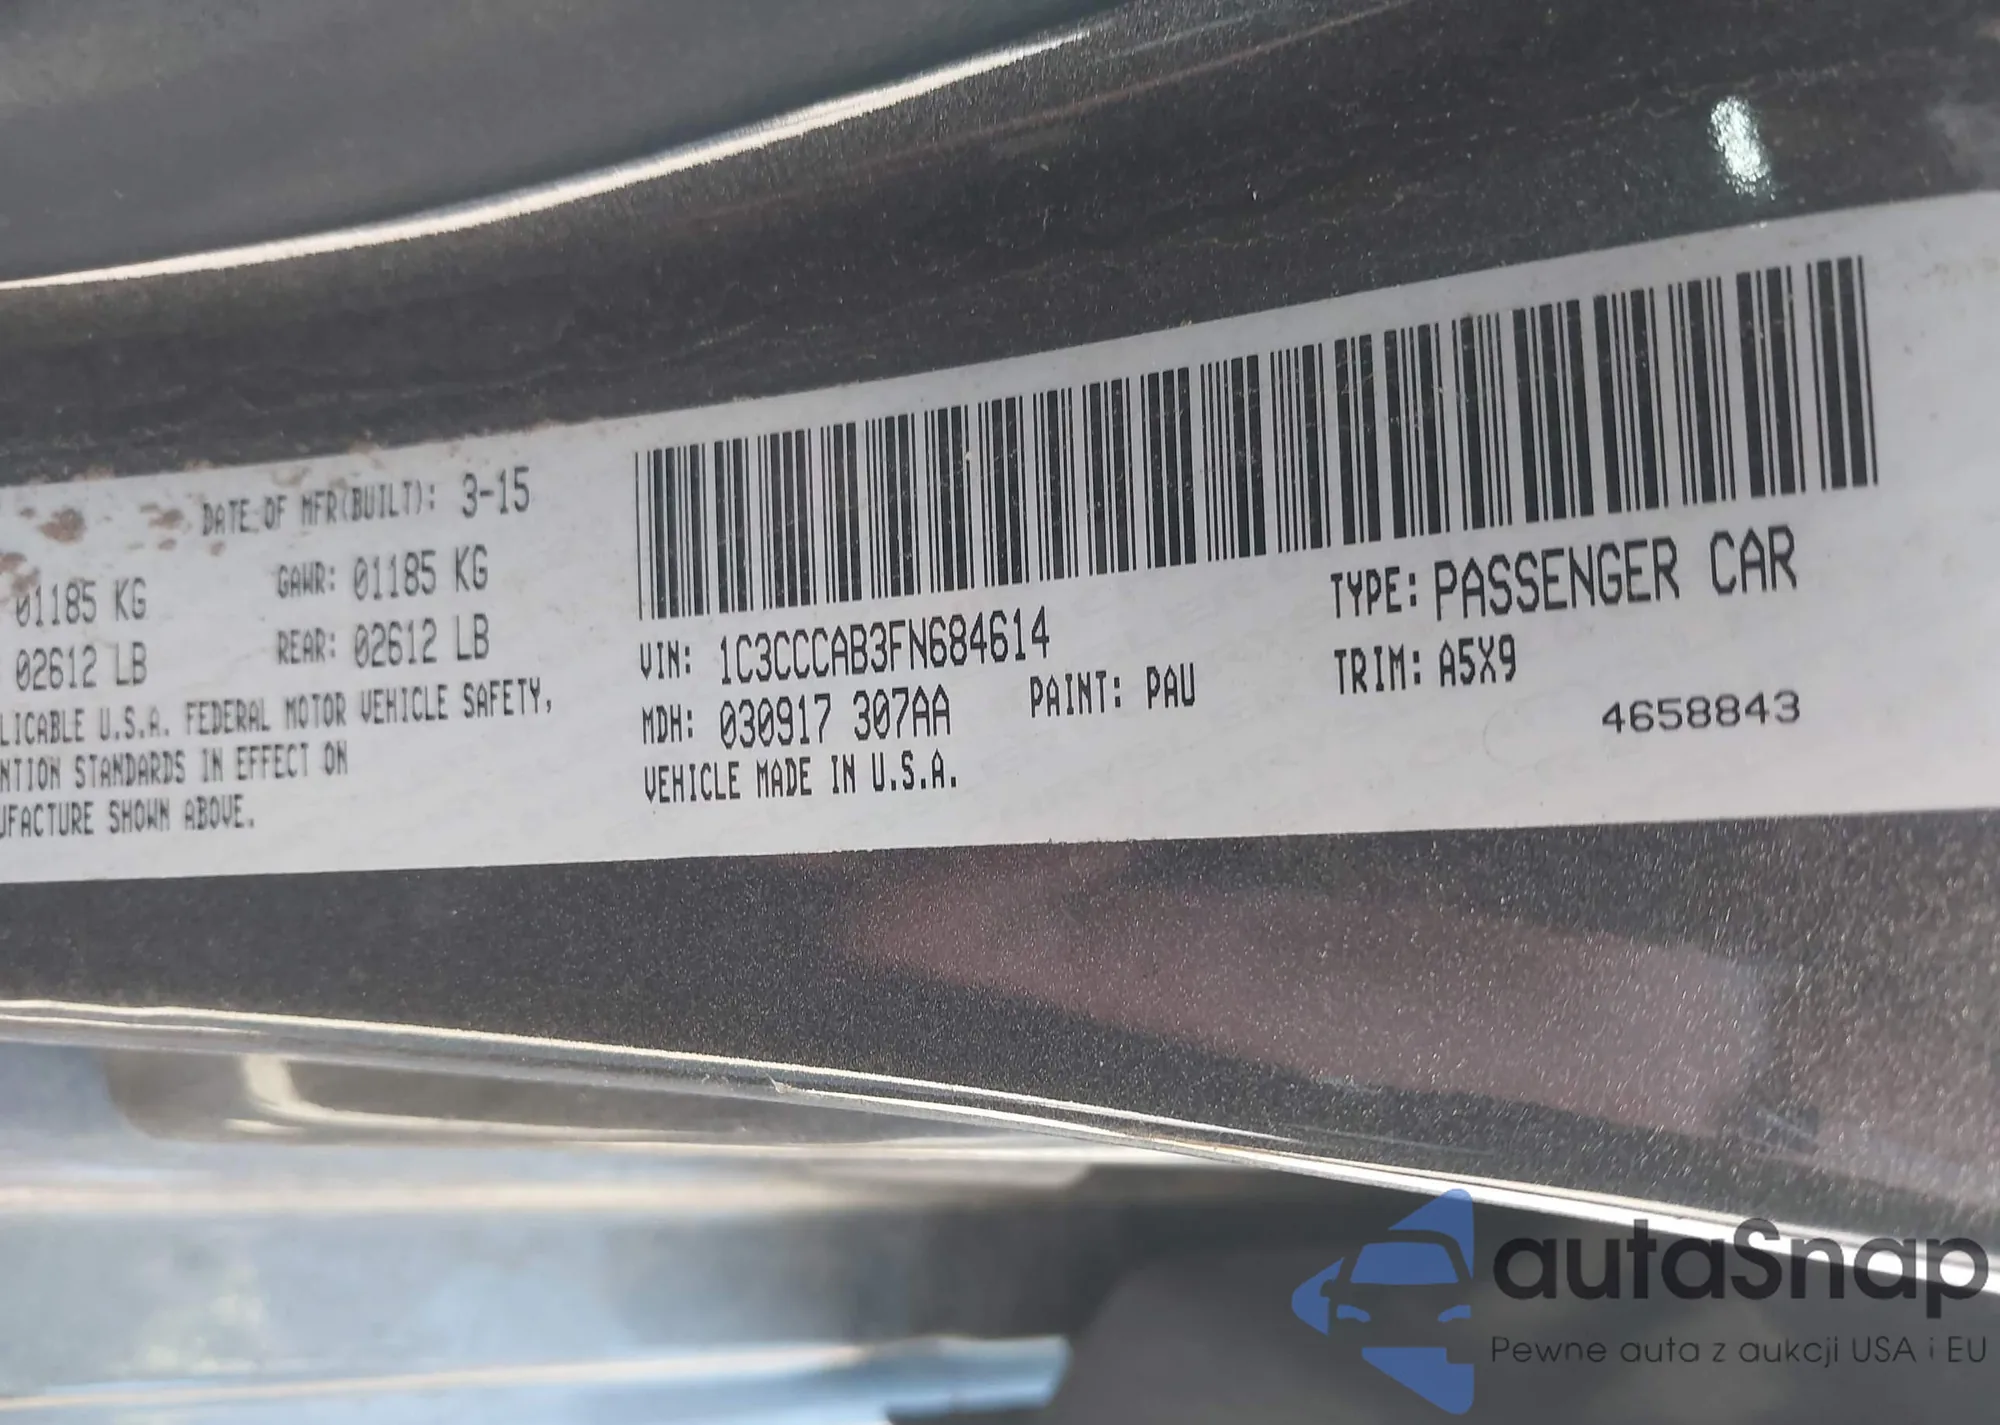 DATE OF MFR(BUILT): 3-15
01185 KG GAWR: 01185 KG
02612 LB REAR: 02612 LB
LICABLE U.S.A. FEDERAL MOTOR VEHICLE SAFETY,
NTION STANDARDS IN EFFECT ON
UFACTURE SHOWN ABOVE.
VIN: 1C3CCCAB3FN684614
MDH: 030917 307AA PAINT: PAU
VEHICLE MADE IN U.S.A.
TYPE: PASSENGER CAR
TRIM: A5X9
4658843
autaSnap
Pewne auta z aukcji USA i EU